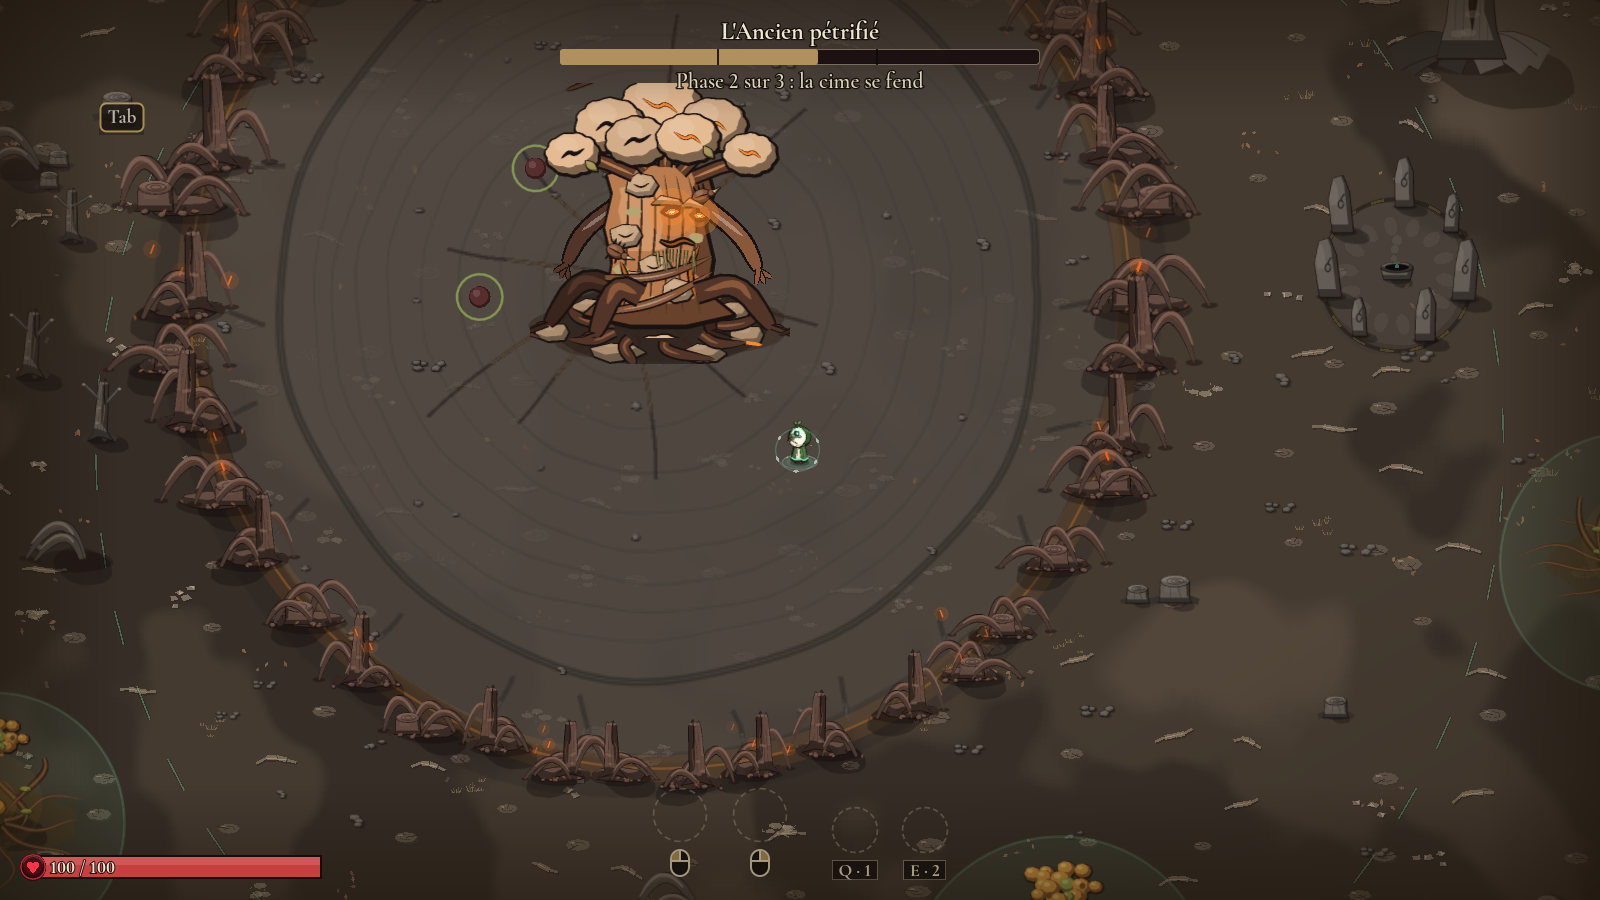 L'Ancien pétrifié
Phase 2 sur 3 : la cime se fend
Tab
100 / 100
Q · 1
E · 2